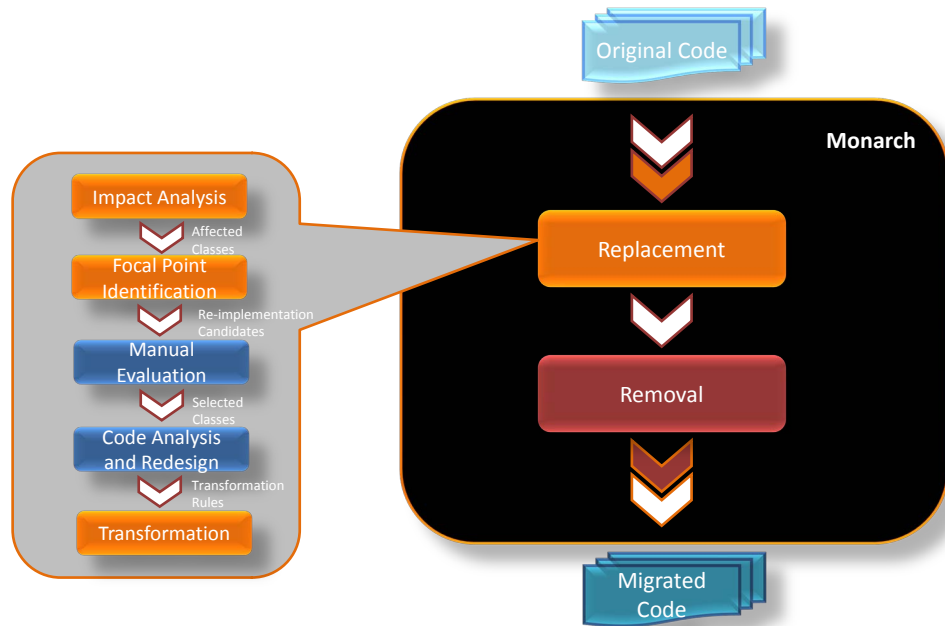 Original Code
Monarch
Replacement
Removal
Migrated
Code
Impact Analysis
Affected
Classes
Focal Point
Identification
Re-implementation
Candidates
Manual
Evaluation
Selected
Classes
Code Analysis
and Redesign
Transformation
Rules
Transformation